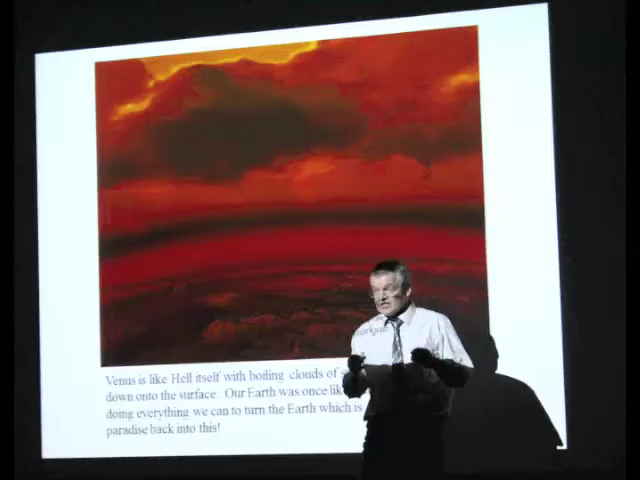 Venus is like Hell itself with boiling clouds of
down onto the surface. Our Earth was once
doing everything we can to turn the Earth which is
paradise back into this!